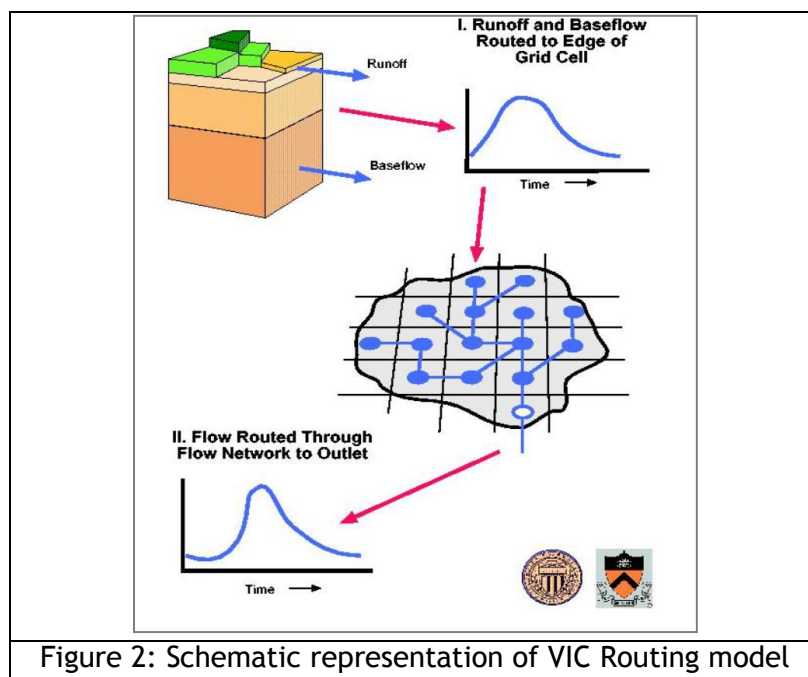 I. Runoff and Baseflow
Routed to Edge of
Grid Cell
Runoff
Baseflow
Time
II. Flow Routed Through
Flow Network to Outlet
Time
Figure 2: Schematic representation of VIC Routing model